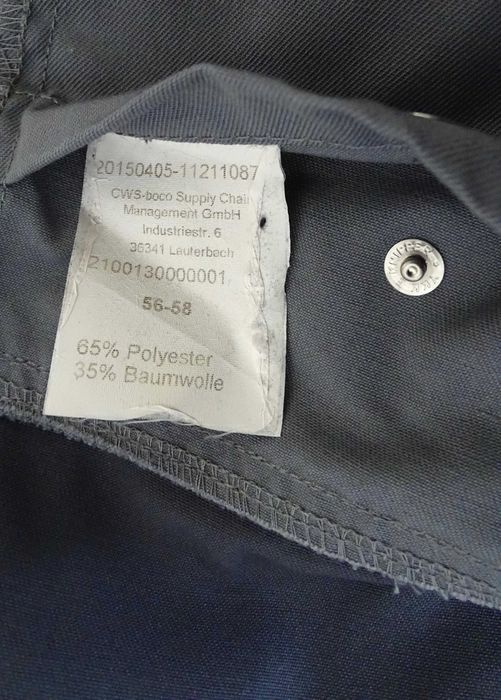 20150405-11211087
CWS-boco Supply Chain
Management GmbH
Industriestr. 6
36341 Lauterbach
2100130000001
56-58
65% Polyester
35% Baumwolle